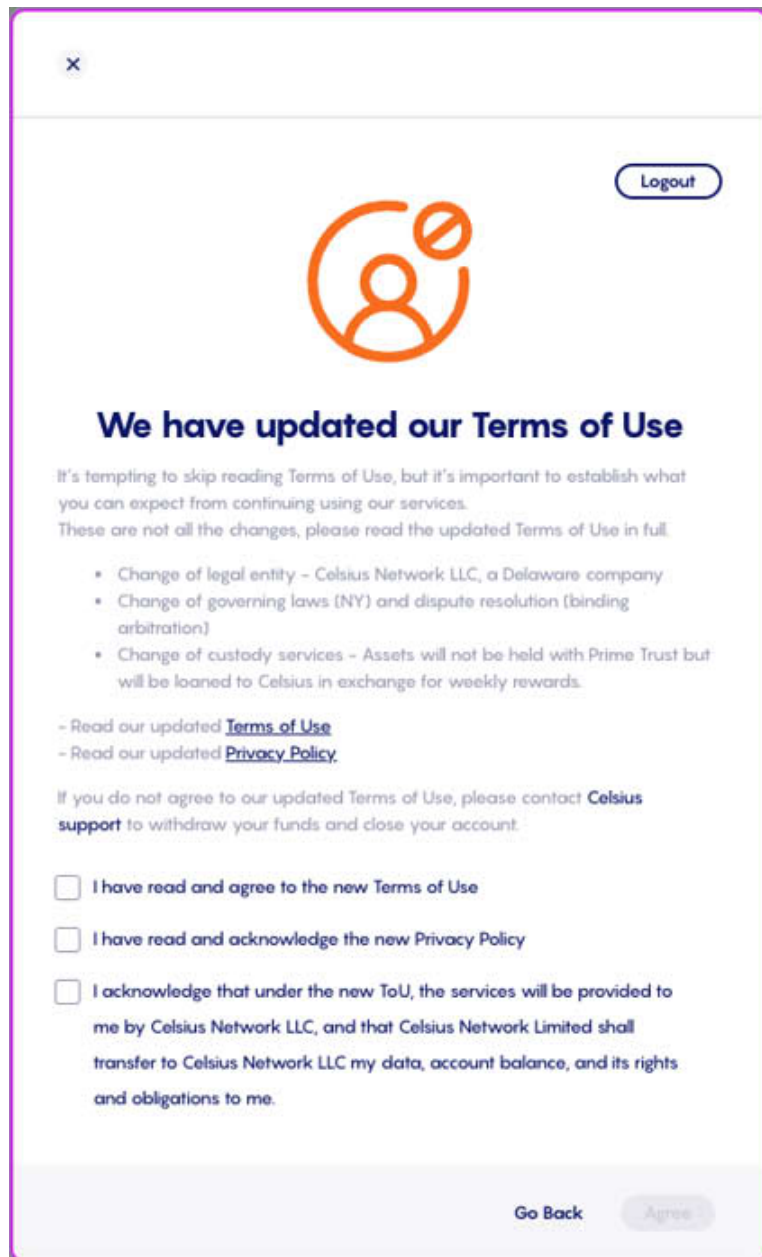 Logout
We have updated our Terms of Use
It's tempting to skip reading Terms of Use, but it's important to establish what
you can expect from continuing using our services.
These are not all the changes, please read the updated Terms of Use in full.
• Change of legal entity – Celsius Network LLC, a Delaware company
• Change of governing laws (NY) and dispute resolution (binding
arbitration)
• Change of custody services – Assets will not be held with Prime Trust but
will be loaned to Celsius in exchange for weekly rewards.
- Read our updated Terms of Use
- Read our updated Privacy Policy
If you do not agree to our updated Terms of Use, please contact Celsius
support to withdraw your funds and close your account.
I have read and agree to the new Terms of Use
I have read and acknowledge the new Privacy Policy
I acknowledge that under the new ToU, the services will be provided to
me by Celsius Network LLC, and that Celsius Network Limited shall
transfer to Celsius Network LLC my data, account balance, and its rights
and obligations to me.
Go Back Agree